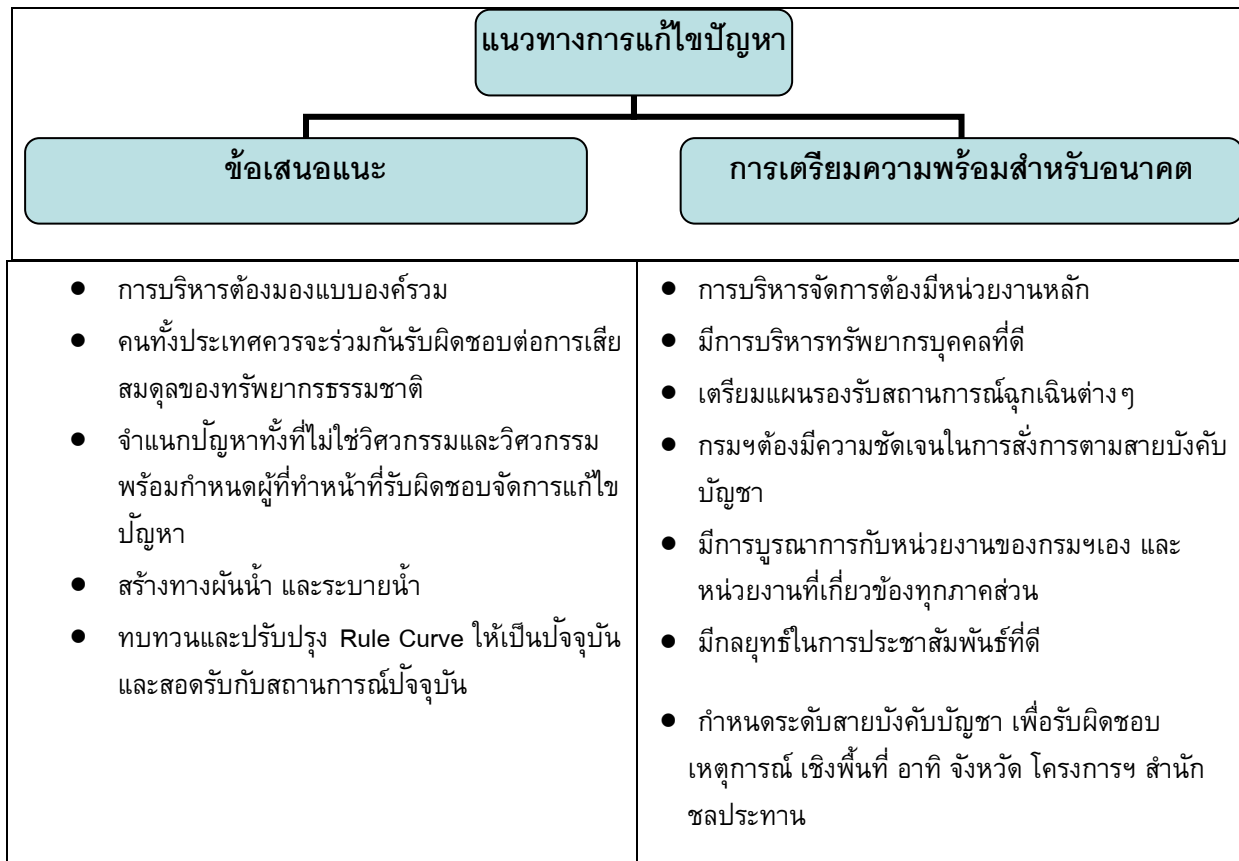 แนวทางการแก้ไขปัญหา
ข้อเสนอแนะ
การเตรียมความพร้อมสำหรับอนาคต
● การบริหารต้องมองแบบองค์รวม
● คนทั้งประเทศควรจะร่วมกันรับผิดชอบต่อการเสีย
สมดุลของทรัพยากรธรรมชาติ
● จำแนกปัญหาทั้งที่ไม่ใช่วิศวกรรมและวิศวกรรม
พร้อมกำหนดผู้ที่ทำหน้าที่รับผิดชอบจัดการแก้ไข
ปัญหา
● สร้างทางผันน้ำ และระบายน้ำ
● ทบทวนและปรับปรุง Rule Curve ให้เป็นปัจจุบัน
และสอดรับกับสถานการณ์ปัจจุบัน
● การบริหารจัดการต้องมีหน่วยงานหลัก
● มีการบริหารทรัพยากรบุคคลที่ดี
● เตรียมแผนรองรับสถานการณ์ฉุกเฉินต่างๆ
● กรมฯต้องมีความชัดเจนในการสั่งการตามสายบังคับ
บัญชา
● มีการบูรณาการกับหน่วยงานของกรมฯเอง และ
หน่วยงานที่เกี่ยวข้องทุกภาคส่วน
● มีกลยุทธ์ในการประชาสัมพันธ์ที่ดี
● กำหนดระดับสายบังคับบัญชา เพื่อรับผิดชอบ
เหตุการณ์ เชิงพื้นที่ อาทิ จังหวัด โครงการฯ สำนัก
ชลประทาน